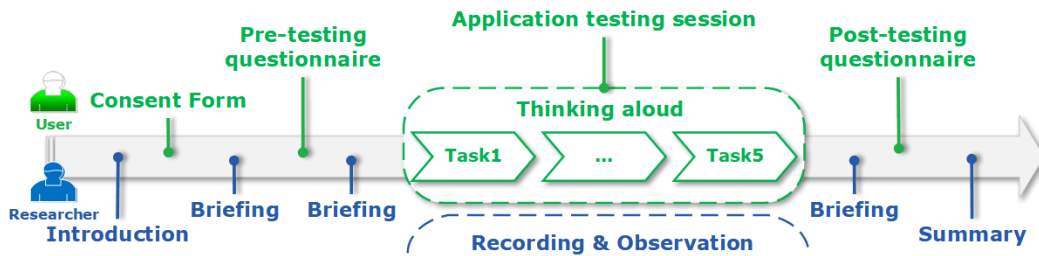 Application testing session
Pre-testing
questionnaire
Post-testing
questionnaire
Consent Form
Thinking aloud
User
Task1
...
Task5
Researcher
Introduction
Briefing
Briefing
Briefing
Summary
Recording & Observation